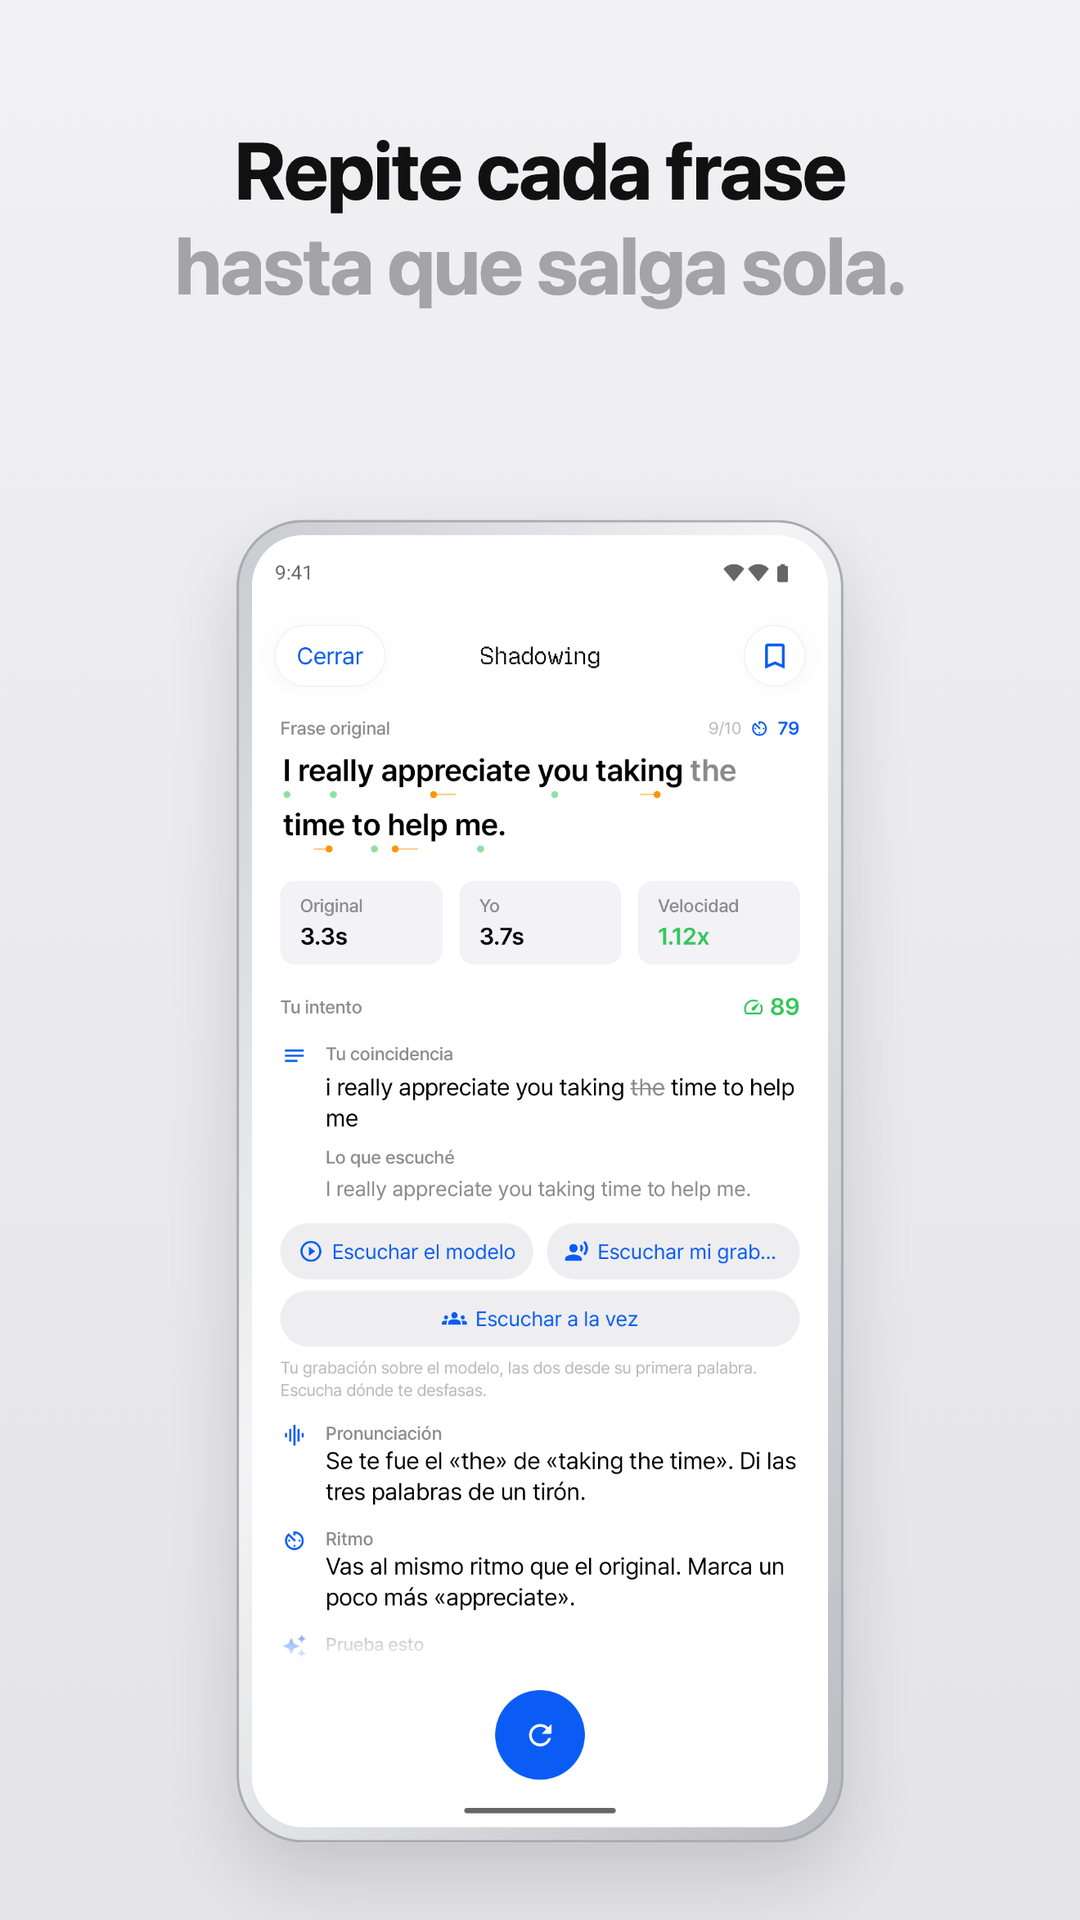 Repite cada frase
hasta que salga sola.
9:41
Cerrar
Shadowing
Frase original
9/10 79
I really appreciate you taking the
time to help me.
Original
3.3s
Yo
3.7s
Velocidad
1.12x
Tu intento
89
Tu coincidencia
i really appreciate you taking the time to help
me
Lo que escuché
I really appreciate you taking time to help me.
Escuchar el modelo
Escuchar mi grab...
Escuchar a la vez
Tu grabación sobre el modelo, las dos desde su primera palabra.
Escucha dónde te desfasas.
Pronunciación
Se te fue el «the» de «taking the time». Di las
tres palabras de un tirón.
Ritmo
Vas al mismo ritmo que el original. Marca un
poco más «appreciate».
Prueba esto